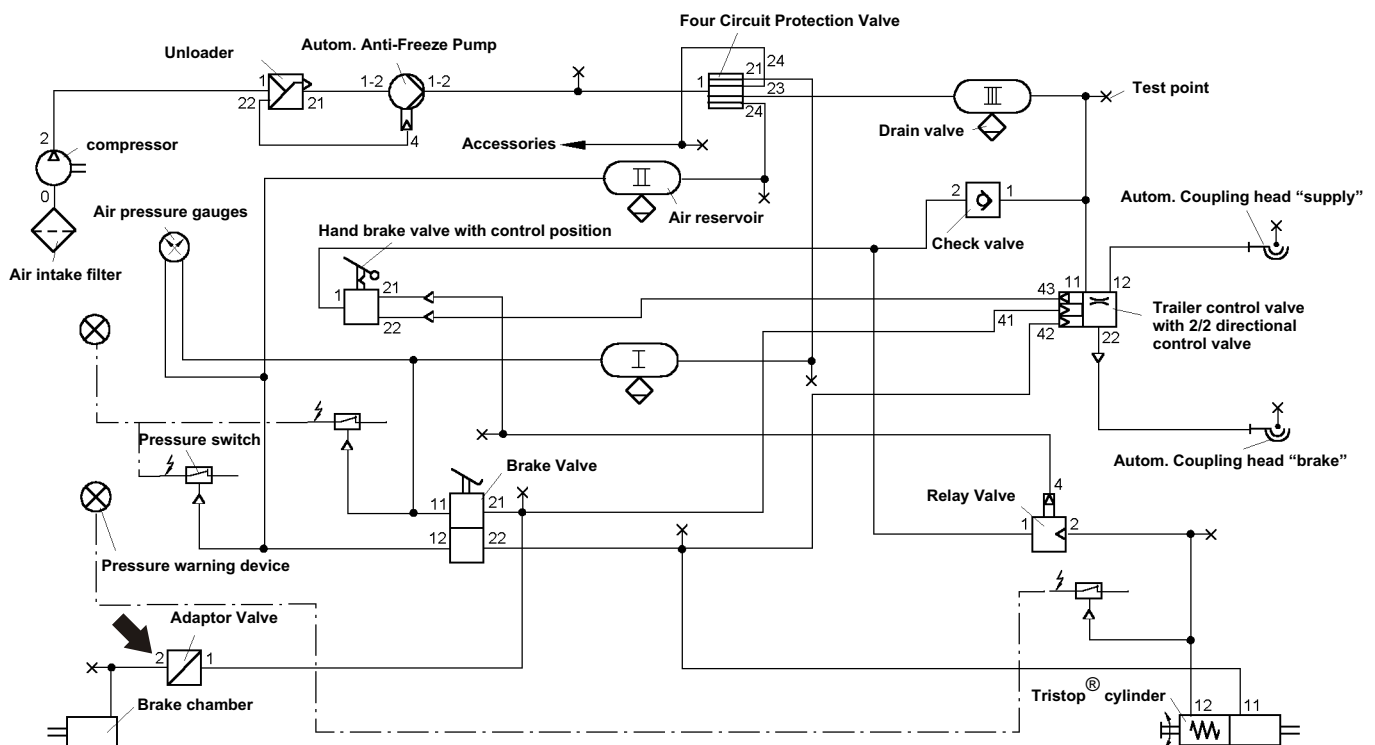 Four Circuit Protection Valve
Autom. Anti-Freeze Pump
Unloader
24
21
1
1-2
1-2
1
23
22
21
24
Test point
III
2
4
Drain valve
compressor
Accessories
0
II
2
1
Autom. Coupling head “supply”
Air pressure gauges
Air reservoir
Hand brake valve with control position
Check valve
Air intake filter
11
12
21
43
1
Trailer control valve
with 2/2 directional
control valve
22
41
42
22
I
Pressure switch
Autom. Coupling head “brake”
Brake Valve
4
Relay Valve
11
21
1
2
12
22
Pressure warning device
Adaptor Valve
2
1
Tristop® cylinder
Brake chamber
12
11